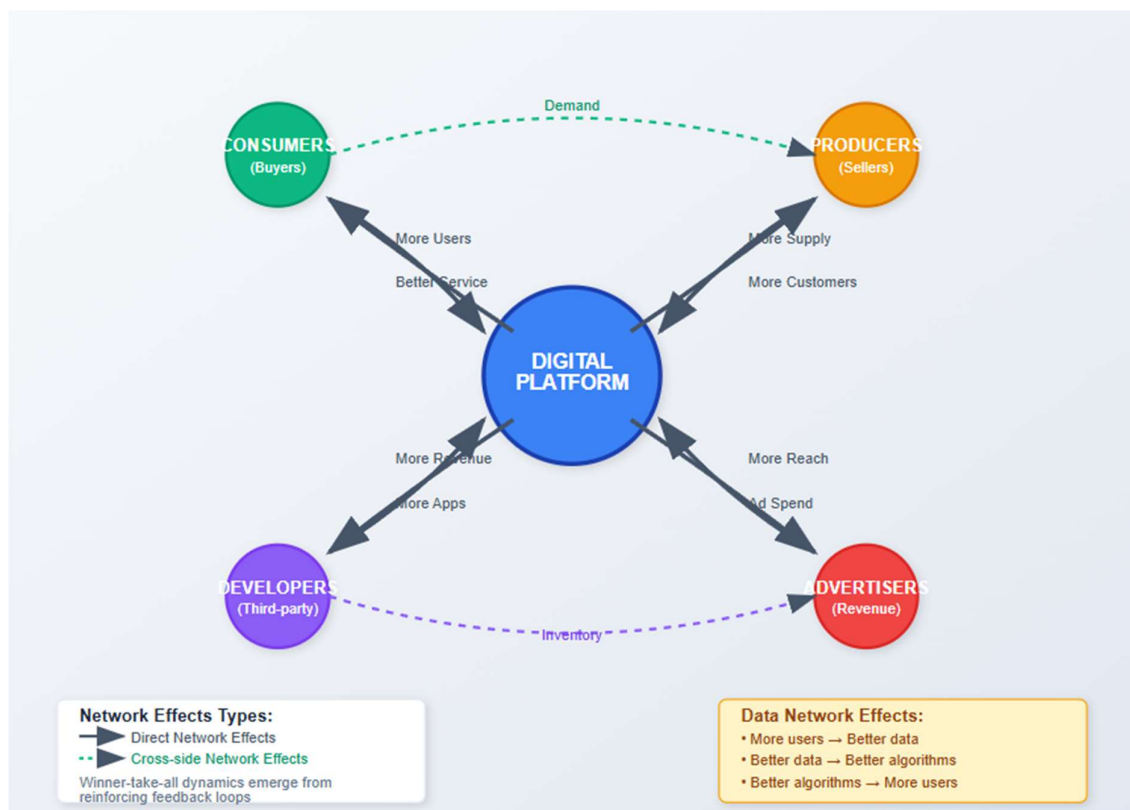 Demand
CONSUMERS
(Buyers)
PRODUCERS
(Sellers)
More Users
More Supply
Better Service
More Customers
DIGITAL
PLATFORM
More Revenue
More Reach
More Apps
Ad Spend
DEVELOPERS
(Third-party)
ADVERTISERS
(Revenue)
Inventory
Network Effects Types:
Direct Network Effects
Cross-side Network Effects
Winner-take-all dynamics emerge from
reinforcing feedback loops
Data Network Effects:
• More users → Better data
• Better data → Better algorithms
• Better algorithms → More users